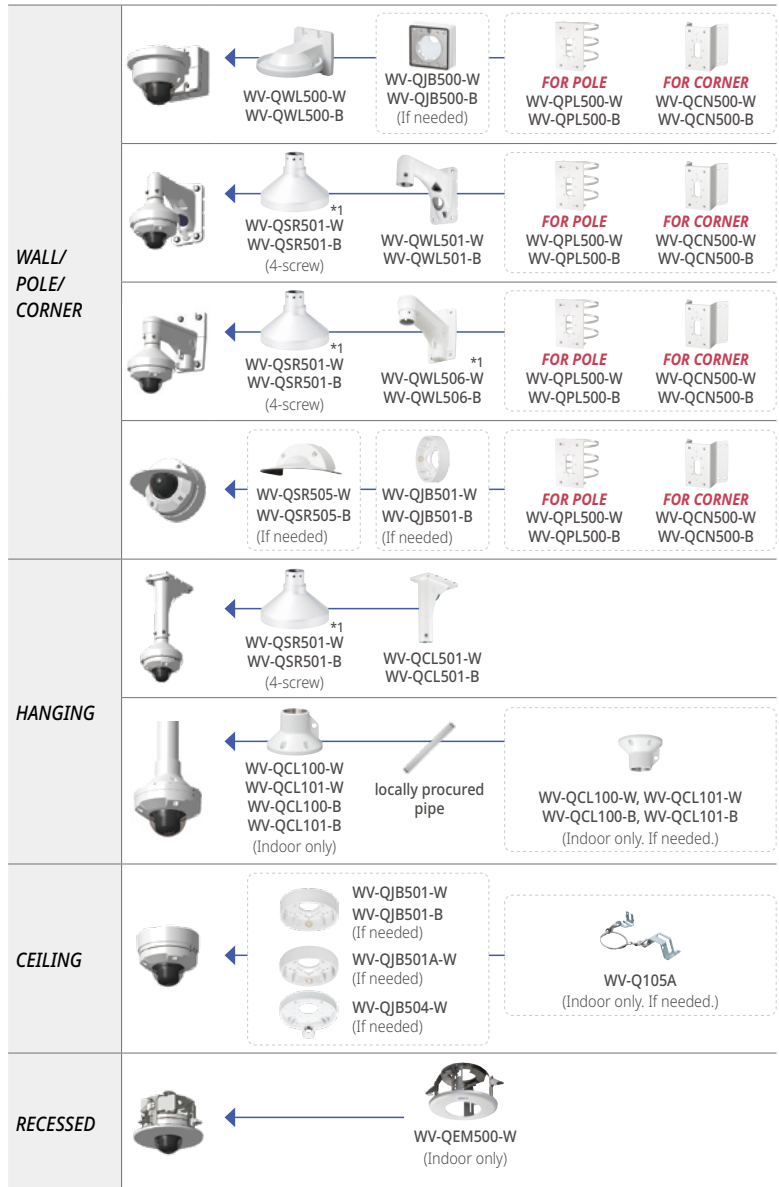 WALL/
POLE/
CORNER
WV-QWL500-W
WV-QWL500-B
WV-QJB500-W
WV-QJB500-B
(If needed)
FOR POLE
WV-QPL500-W
WV-QPL500-B
FOR CORNER
WV-QCN500-W
WV-QCN500-B
*1
WV-QSR501-W
WV-QSR501-B
(4-screw)
WV-QWL501-W
WV-QWL501-B
FOR POLE
WV-QPL500-W
WV-QPL500-B
FOR CORNER
WV-QCN500-W
WV-QCN500-B
*1
WV-QSR501-W
WV-QSR501-B
(4-screw)
*1
WV-QWL506-W
WV-QWL506-B
FOR POLE
WV-QPL500-W
WV-QPL500-B
FOR CORNER
WV-QCN500-W
WV-QCN500-B
WV-QSR505-W
WV-QSR505-B
(If needed)
WV-QJB501-W
WV-QJB501-B
(If needed)
FOR POLE
WV-QPL500-W
WV-QPL500-B
FOR CORNER
WV-QCN500-W
WV-QCN500-B
HANGING
*1
WV-QSR501-W
WV-QSR501-B
(4-screw)
WV-QCL501-W
WV-QCL501-B
WV-QCL100-W
WV-QCL101-W
WV-QCL100-B
WV-QCL101-B
(Indoor only)
locally procured
pipe
WV-QCL100-W, WV-QCL101-W
WV-QCL100-B, WV-QCL101-B
(Indoor only. If needed.)
CEILING
WV-QJB501-W
WV-QJB501-B
(If needed)
WV-QJB501A-W
(If needed)
WV-QJB504-W
(If needed)
WV-Q105A
(Indoor only. If needed.)
RECESSED
WV-QEM500-W
(Indoor only)